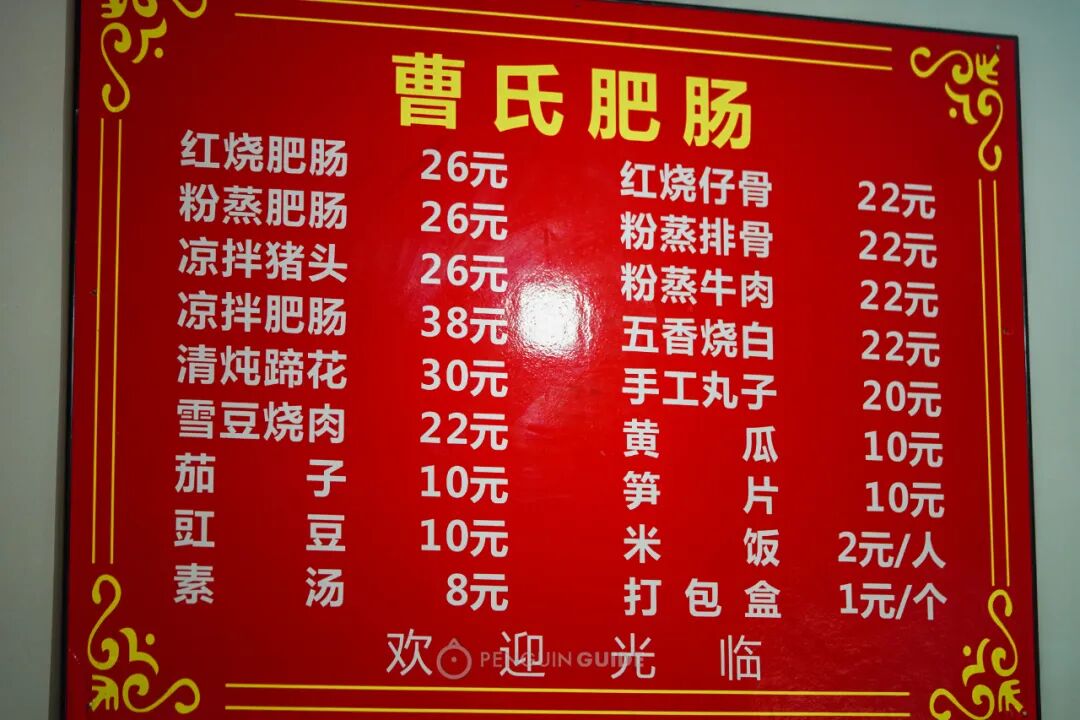 曹氏肥肠
红烧肥肠 26元
粉蒸肥肠 26元
凉拌猪头 26元
凉拌肥肠 38元
清炖蹄花 30元
雪豆烧肉 22元
茄子 10元
豇豆 10元
素汤 8元
红烧仔骨 22元
粉蒸排骨 22元
粉蒸牛肉 22元
五香烧白 22元
手工丸子 20元
黄瓜 10元
笋片 10元
米饭 2元/人
打包盒 1元/个
欢迎光临
PENGUIN GUIDE